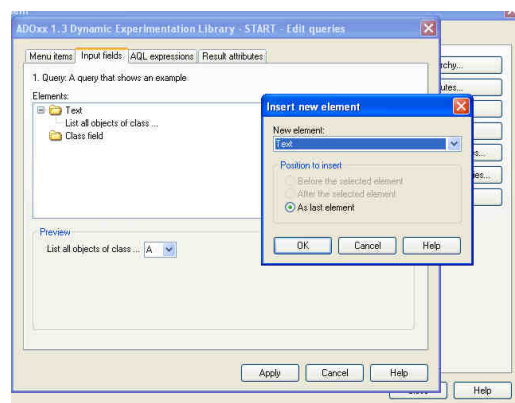 ADOxx 1.3 Dynamic Experimentation Library - START - Edit queries
Menu items Input fields AQL expressions Result attributes
1. Query: A query that shows an example
Elements:
Text
List all objects of class ...
Class field
Preview
List all objects of class ... A
Apply Cancel Help
Insert new element
New element:
Text
Position to insert
Before the selected element
After the selected element
As last element
OK Cancel Help
Help